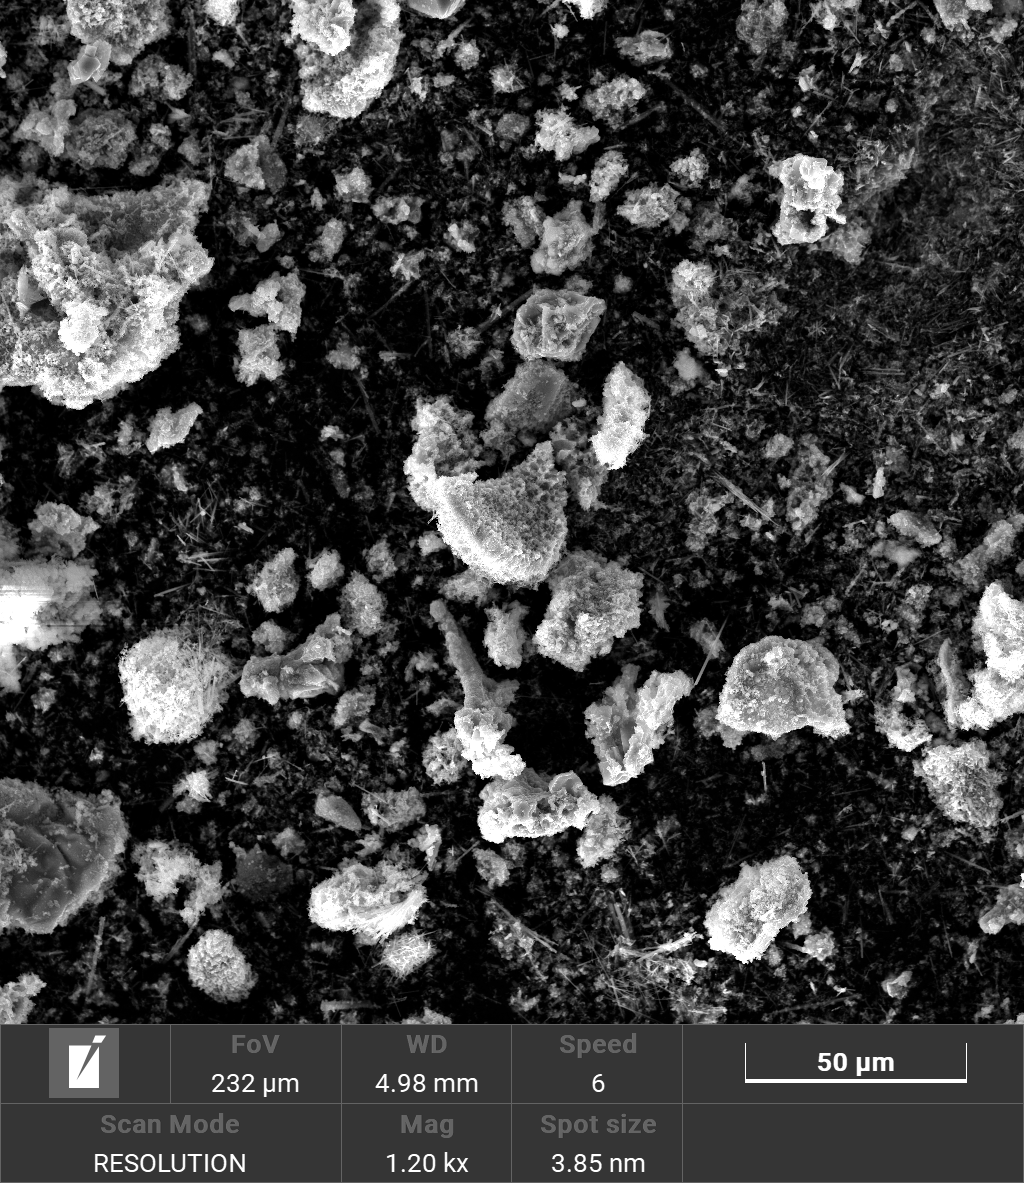 FoV
WD
Speed
50 µm
232 µm
4.98 mm
6
Scan Mode
Mag
Spot size
RESOLUTION
1.20 kx
3.85 nm